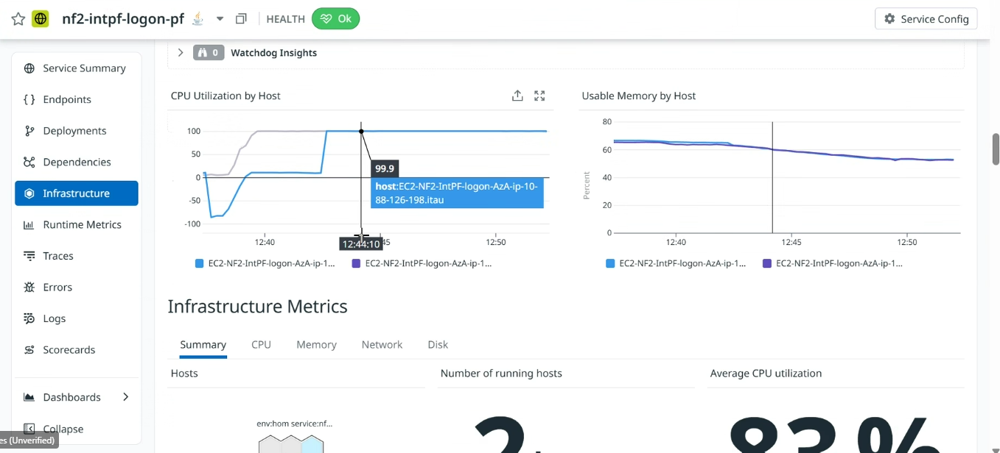 nf2-intpf-logon-pf
HEALTH
Ok
Service Config
Service Summary
Endpoints
Deployments
Dependencies
Infrastructure
Runtime Metrics
Traces
Errors
Logs
Scorecards
Dashboards
Collapse
es (Unverified)
0 Watchdog Insights
CPU Utilization by Host
100
50
0
-50
-100
99.9
host:EC2-NF2-IntPF-logon-AzA-ip-10-
88-126-198.itau
12:40
12:44:10
45
12:50
EC2-NF2-IntPF-logon-AzA-ip-1...
EC2-NF2-IntPF-logon-AzA-ip-1...
Usable Memory by Host
80
60
40
20
0
Percent
12:40
12:45
12:50
EC2-NF2-IntPF-logon-AzA-ip-1...
EC2-NF2-IntPF-logon-AzA-ip-1...
Infrastructure Metrics
Summary CPU Memory Network Disk
Hosts
env:hom service:nf...
Number of running hosts
2
Average CPU utilization
83 %